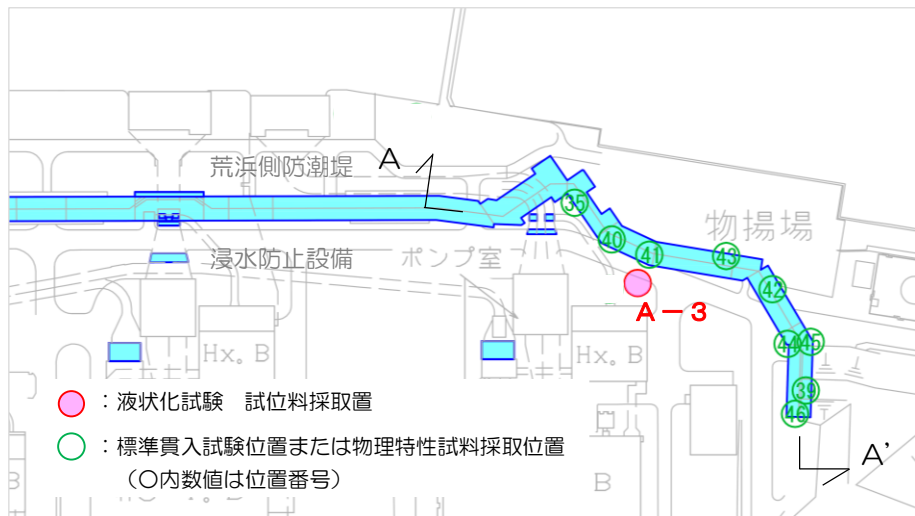 荒浜側防潮堤
A
35
物揚場
40
41
43
浸水防止設備
ポンプ室
42
A-3
Hx。B
Hx。B
44
45
39
46
：液状化試験　試位料採取置
：標準貫入試験位置または物理特性試料採取位置
（○内数値は位置番号）
A'
B
B